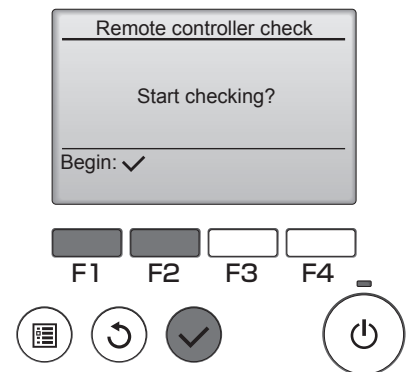 Remote controller check
Start checking?
Begin: ✓
F1 F2 F3 F4